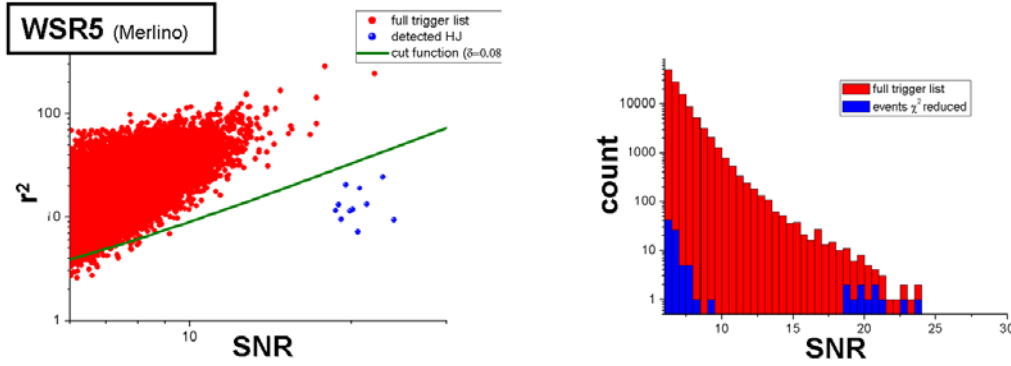 WSR5 (Merlino)
full trigger list
detected HJ
cut function (δ=0.08
100
10
1
r²
10
SNR
full trigger list
events χ² reduced
10000
1000
100
10
1
count
10 15 20 25 30
SNR